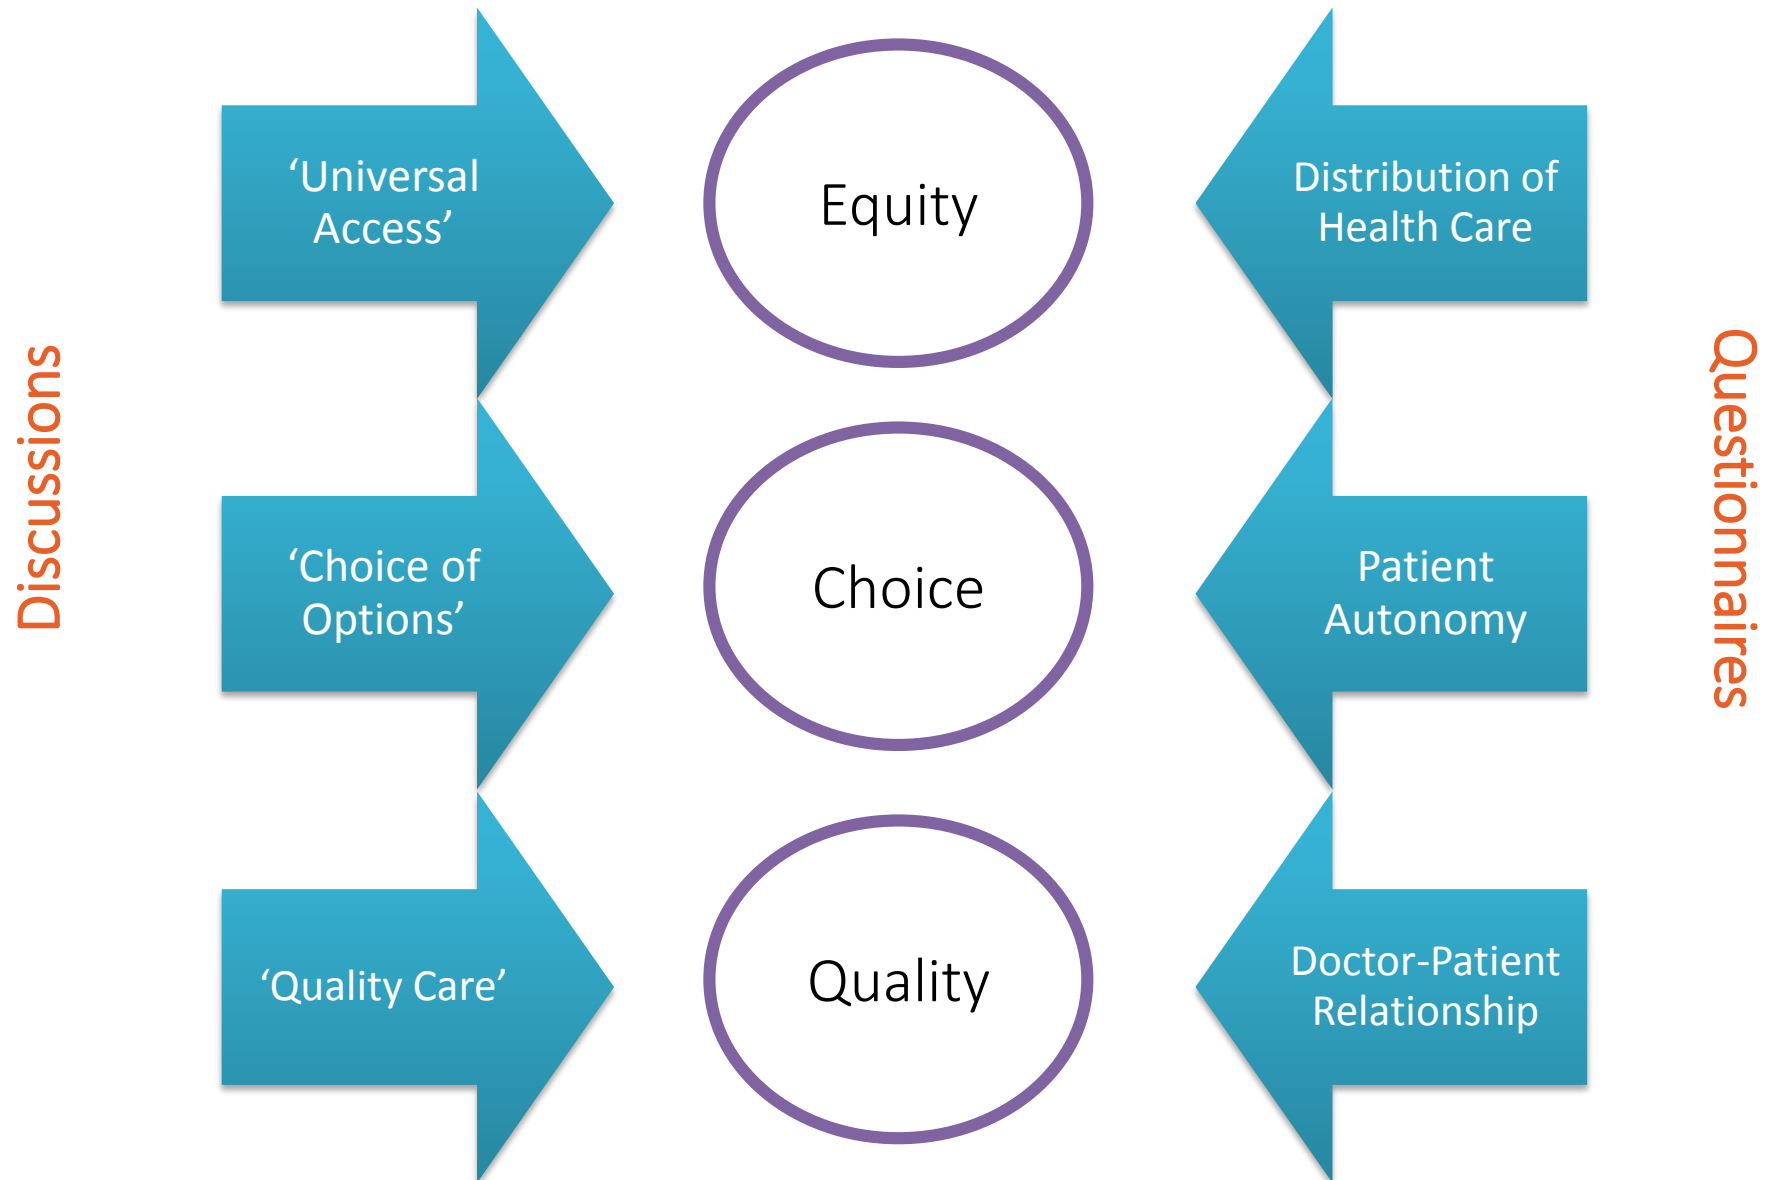 Discussions
‘Universal
Access’
Equity
Distribution of
Health Care
‘Choice of
Options’
Choice
Patient
Autonomy
‘Quality Care’
Quality
Doctor-Patient
Relationship
Questionnaires